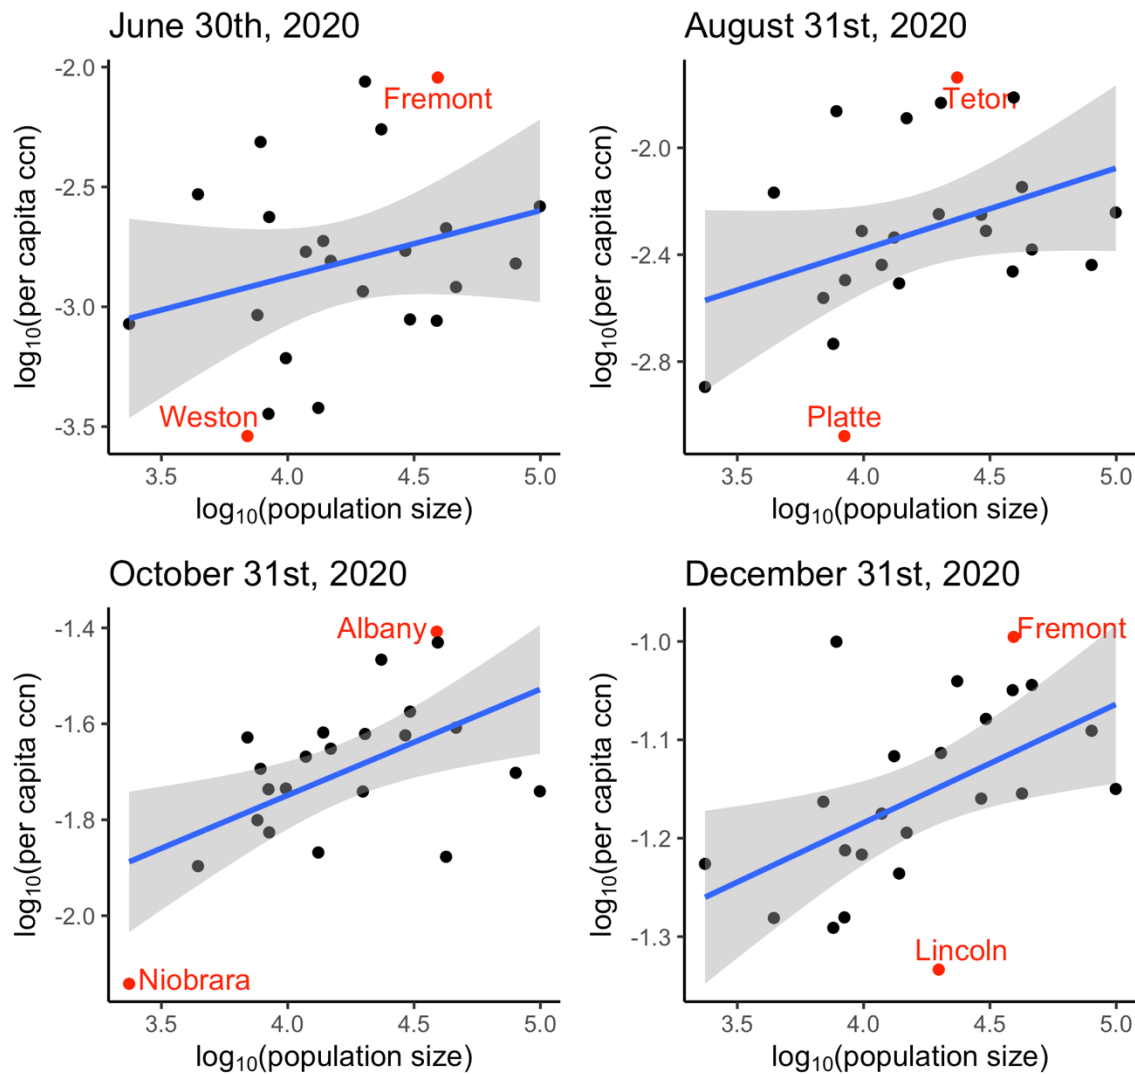 June 30th, 2020
-2.0
-2.5
-3.0
-3.5
log10(per capita ccn)
Fremont
Weston
3.5 4.0 4.5 5.0
log10(population size)
August 31st, 2020
-2.0
-2.4
-2.8
log10(per capita ccn)
Teton
Platte
3.5 4.0 4.5 5.0
log10(population size)
October 31st, 2020
-1.4
-1.6
-1.8
-2.0
log10(per capita ccn)
Albany
Niobrara
3.5 4.0 4.5 5.0
log10(population size)
December 31st, 2020
-1.0
-1.1
-1.2
-1.3
log10(per capita ccn)
Fremont
Lincoln
3.5 4.0 4.5 5.0
log10(population size)